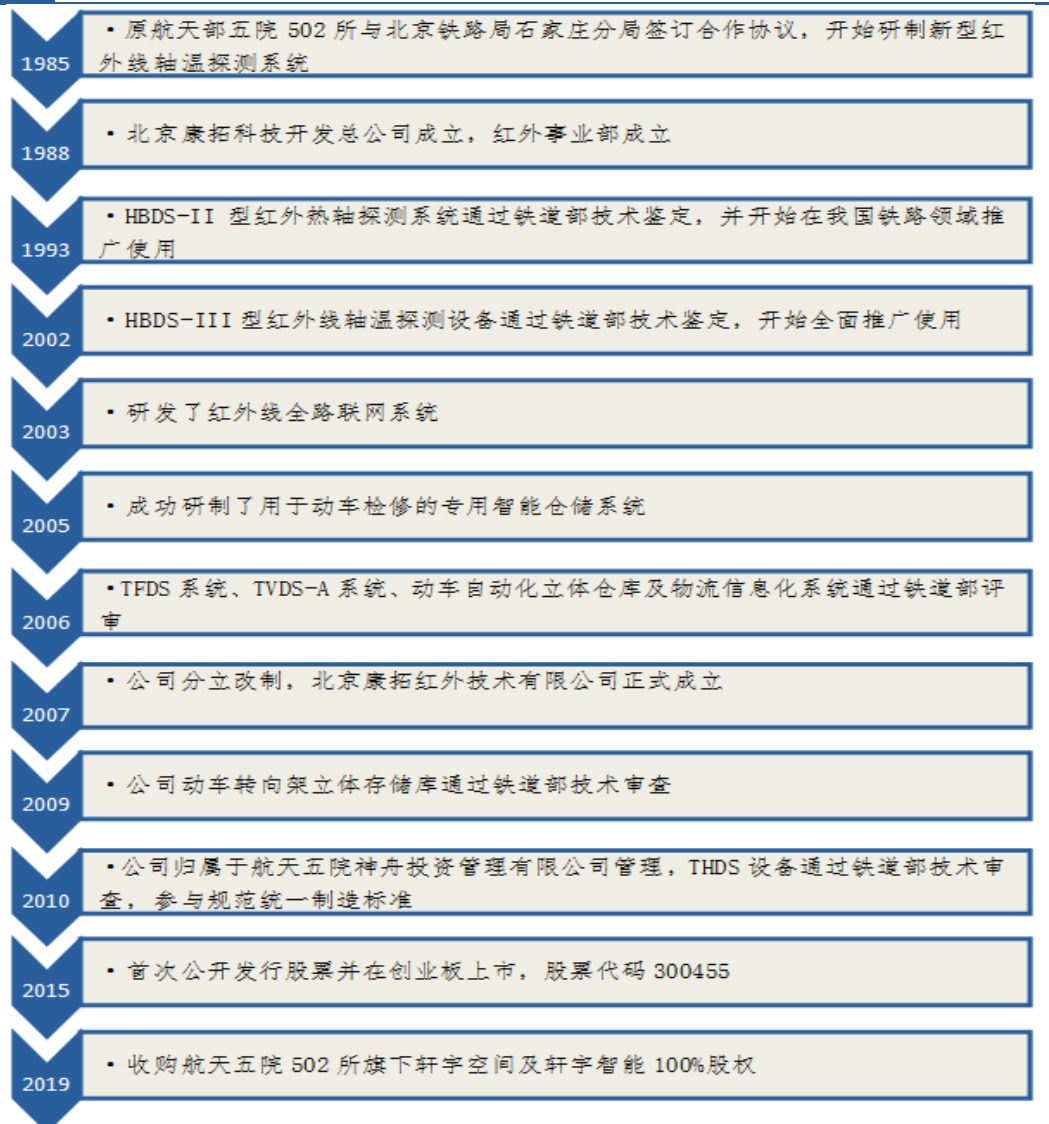 1985
·原航天部五院 502 所与北京铁路局石家庄分局签订合作协议，开始研制新型红
外线轴温探测系统
1988
·北京康拓科技开发总公司成立，红外事业部成立
1993
·HBDS-II 型红外热轴探测系统通过铁道部技术鉴定，并开始在我国铁路领域推
广使用
2002
·HBDS-III 型红外线轴温探测设备通过铁道部技术鉴定，开始全面推广使用
2003
·研发了红外线全路联网系统
2005
·成功研制了用于动车检修的专用智能仓储系统
2006
·TFDS 系统、TVDS-A 系统、动车自动化立体仓库及物流信息化系统通过铁道部评
审
2007
·公司分立改制，北京康拓红外技术有限公司正式成立
2009
·公司动车转向架立体存储库通过铁道部技术审查
2010
·公司归属于航天五院神舟投资管理有限公司管理，THDS 设备通过铁道部技术审
查，参与规范统一制造标准
2015
·首次公开发行股票并在创业板上市，股票代码 300455
2019
·收购航天五院 502 所旗下轩宇空间及轩宇智能 100%股权